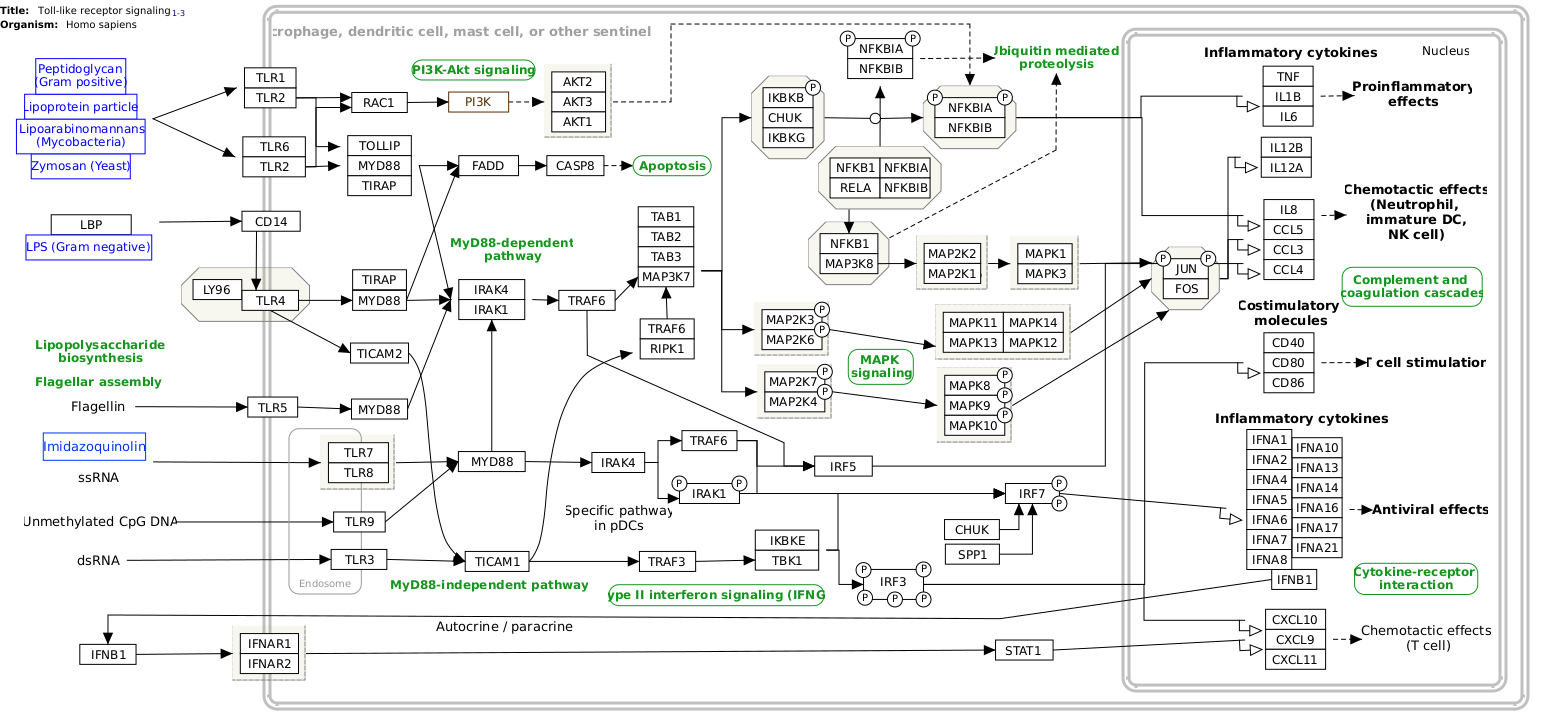 Title: Toll-like receptor signaling 1-3
Organism: Homo sapiens
crophage, dendritic cell, mast cell, or other sentinel
Nucleus
Peptidoglycan
(Gram positive)
Lipoprotein particle
Lipoarabinomannans
(Mycobacteria)
Zymosan (Yeast)
LBP
LPS (Gram negative)
Lipopolysaccharide
biosynthesis
Flagellar assembly
Flagellin
Imidazoquinolin
ssRNA
Unmethylated CpG DNA
dsRNA
IFNB1
TLR1
TLR2
TLR6
TLR2
CD14
LY96
TLR4
TLR5
TLR7
TLR8
TLR9
TLR3
Endosome
IFNAR1
IFNAR2
RAC1
PI3K
PI3K-Akt signaling
AKT2
AKT3
AKT1
TOLLIP
MYD88
TIRAP
FADD
CASP8
Apoptosis
TIRAP
MYD88
TICAM2
MYD88
MyD88-dependent
pathway
IRAK4
IRAK1
TRAF6
TAB1
TAB2
TAB3
MAP3K7
TRAF6
RIPK1
MYD88
IRAK4
TRAF6
P
P
IRAK1
Specific pathway
in pDCs
TICAM1
MyD88-independent pathway
TRAF3
IKBKE
TBK1
ype II interferon signaling (IFNG
Autocrine / paracrine
P
P
NFKBIA
NFKBIB
Ubiquitin mediated
proteolysis
P
IKBKB
CHUK
IKBKG
P
P
NFKBIA
NFKBIB
NFKB1
NFKBIA
RELA
NFKBIB
NFKB1
MAP3K8
MAP2K2
MAP2K1
MAPK1
MAPK3
P
MAP2K3
P
MAP2K6
MAPK11
MAPK14
MAPK13
MAPK12
MAPK
signaling
P
MAP2K7
P
MAP2K4
P
MAPK8
P
MAPK9
P
MAPK10
P
P
JUN
FOS
IRF5
P
IRF7
P
CHUK
SPP1
P
P
IRF3
P
P
P
STAT1
Inflammatory cytokines
TNF
IL1B
IL6
Proinflammatory
effects
IL12B
IL12A
IL8
CCL5
CCL3
CCL4
Chemotactic effects
(Neutrophil,
immature DC,
NK cell)
Complement and
coagulation cascades
Costimulatory
molecules
CD40
CD80
CD86
T cell stimulation
Inflammatory cytokines
IFNA1
IFNA2
IFNA4
IFNA5
IFNA6
IFNA7
IFNA8
IFNA10
IFNA13
IFNA14
IFNA16
IFNA17
IFNA21
IFNB1
Antiviral effects
Cytokine-receptor
interaction
CXCL10
CXCL9
CXCL11
Chemotactic effects
(T cell)